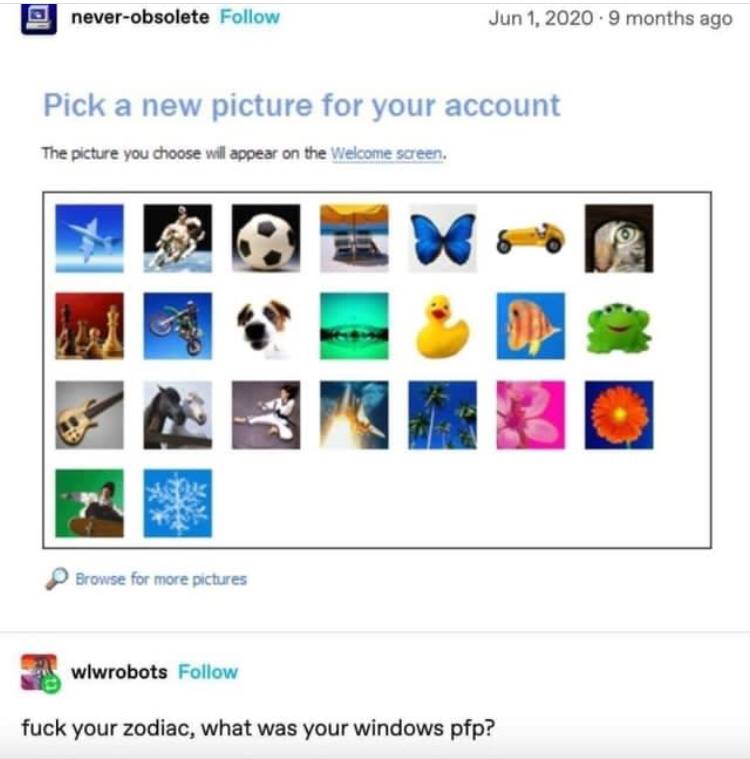 never-obsolete Follow Jun 1, 2020 · 9 months ago
Pick a new picture for your account
The picture you choose will appear on the Welcome screen.
Browse for more pictures
wlwrobots Follow
fuck your zodiac, what was your windows pfp?